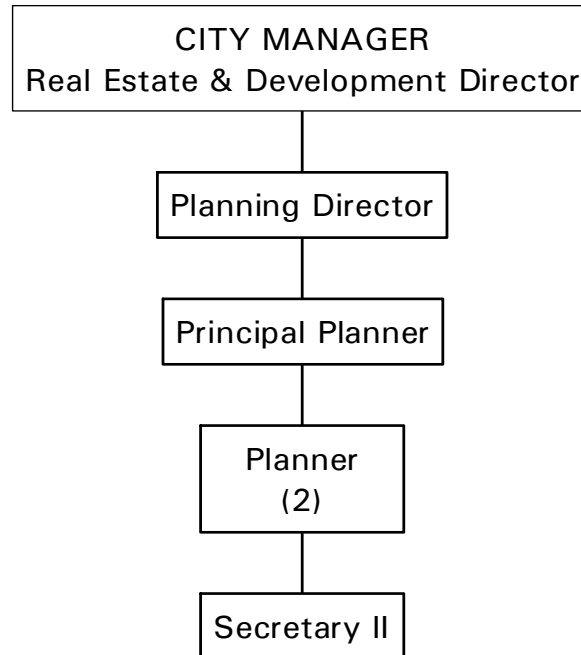 CITY MANAGER
Real Estate & Development Director
Planning Director
Principal Planner
Planner
(2)
Secretary II